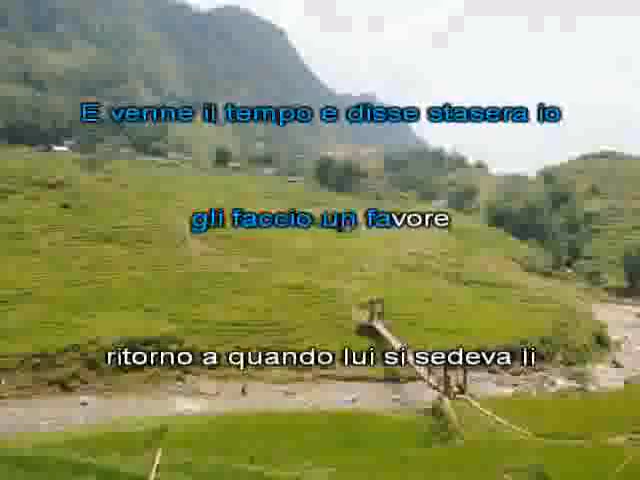 E venne il tempo e disse stasera io
gli faccio un favore
ritorno a quando lui si sedeva lì